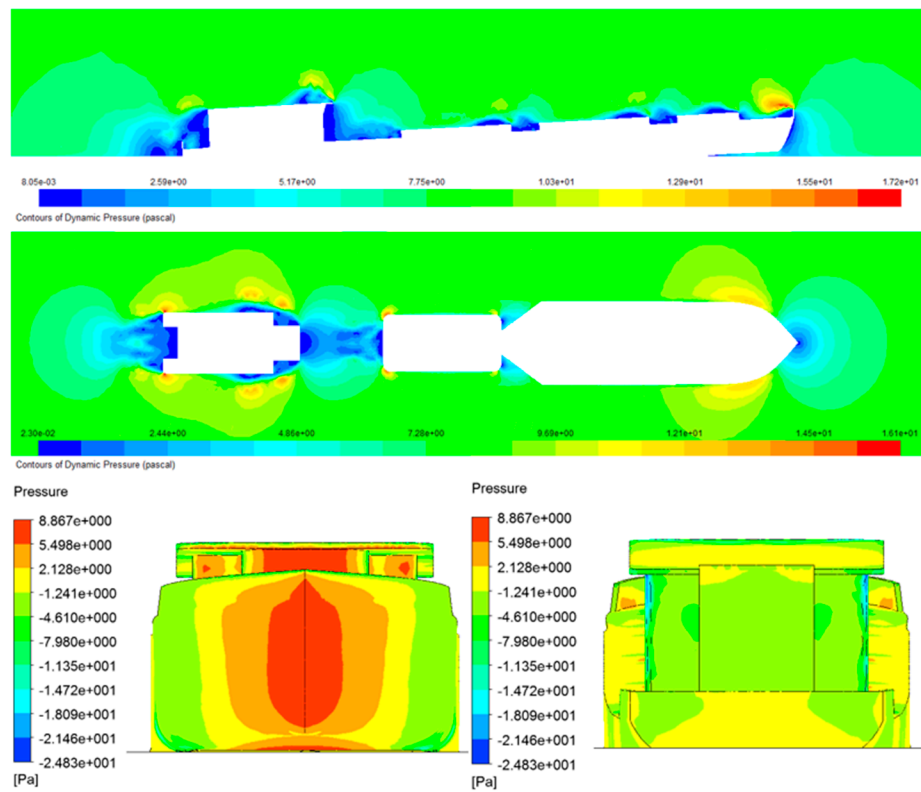 8.05e-03 2.59e+00 5.17e+00 7.75e+00 1.03e+01 1.29e+01 1.55e+01 1.72e+01
Contours of Dynamic Pressure (pascal)
2.30e-02 2.44e+00 4.86e+00 7.28e+00 9.69e+00 1.21e+01 1.45e+01 1.61e+01
Contours of Dynamic Pressure (pascal)
Pressure
8.867e+000
5.498e+000
2.128e+000
-1.241e+000
-4.610e+000
-7.980e+000
-1.135e+001
-1.472e+001
-1.809e+001
-2.146e+001
-2.483e+001
[Pa]
Pressure
8.867e+000
5.498e+000
2.128e+000
-1.241e+000
-4.610e+000
-7.980e+000
-1.135e+001
-1.472e+001
-1.809e+001
-2.146e+001
-2.483e+001
[Pa]